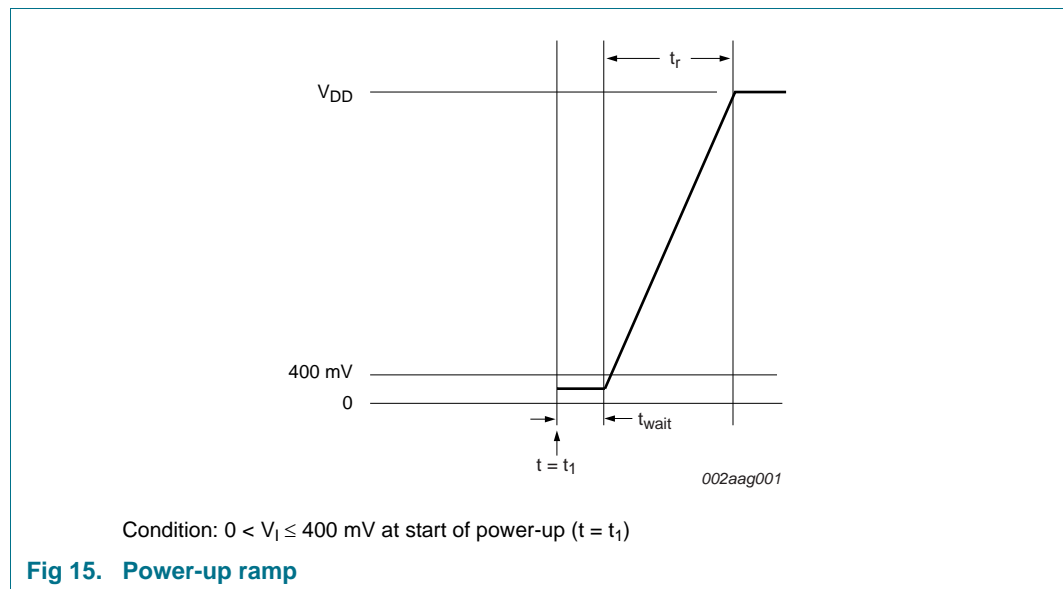 t_r
V_DD
400 mV
0
t_wait
t = t_1
002aag001
Condition: 0 < V_I ≤ 400 mV at start of power-up (t = t_1)
Fig 15. Power-up ramp